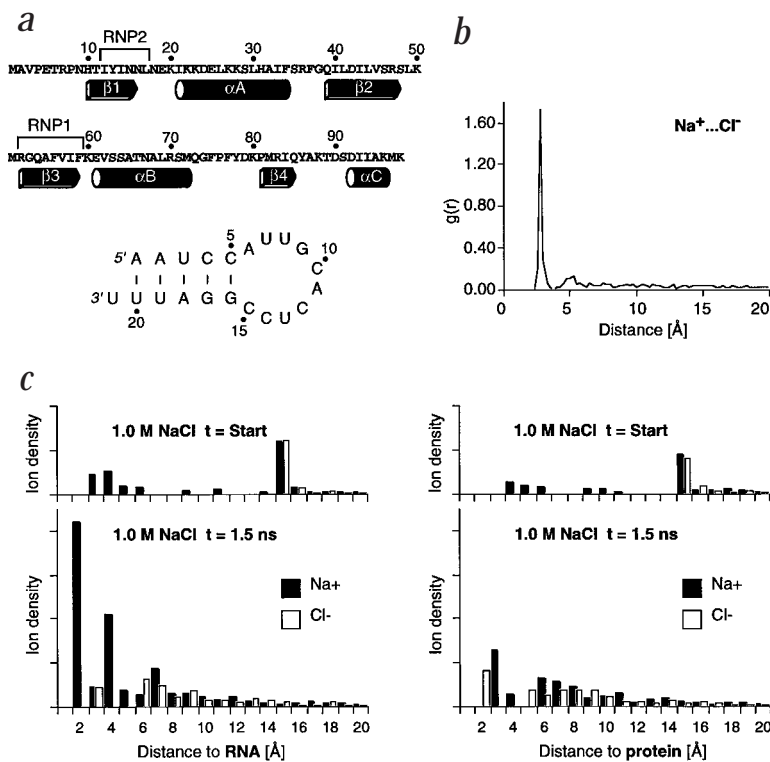 a
RNP2
10 20 30 40 50
MAVPETRPNHTIYINNLNEKIKKDELKKSLHAIFSRFGQILDILVSRSLK
β1 αA β2
RNP1
60 70 80 90
MRGQAFVIFKEVSSATNALRSMQGFPFYDKPMRIQYAKTDSDIIAKMK
β3 αB β4 αC
5' A A U C C A U U G C A
5 10
3' U U U A G G C C U C
20 15
b
Na⁺...Cl⁻
g(r)
1.60
1.20
0.80
0.40
0.00
0 5 10 15 20
Distance [Å]
c
Ion density
1.0 M NaCl t = Start
Ion density
1.0 M NaCl t = 1.5 ns
Na+
Cl-
2 4 6 8 10 12 14 16 18 20
Distance to RNA [Å]
Ion density
1.0 M NaCl t = Start
Ion density
1.0 M NaCl t = 1.5 ns
Na+
Cl-
2 4 6 8 10 12 14 16 18 20
Distance to protein [Å]